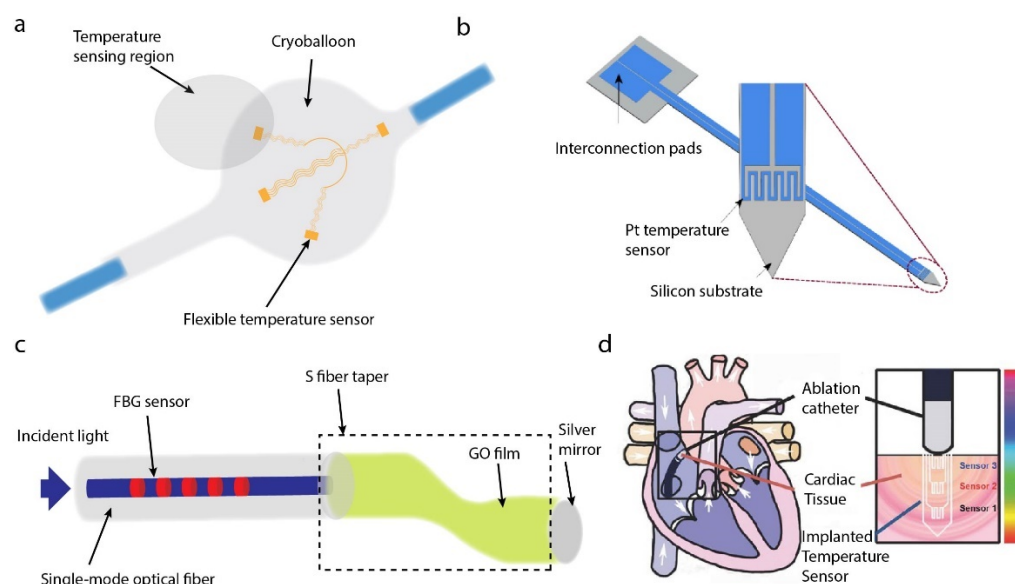 a
Temperature
sensing region
Cryoballoon
Flexible temperature sensor
b
Interconnection pads
Pt temperature
sensor
Silicon substrate
c
S fiber taper
FBG sensor
Incident light
GO film
Silver
mirror
Single-mode optical fiber
d
Ablation
catheter
Cardiac
Tissue
Implanted
Temperature
Sensor
Sensor 3
Sensor 2
Sensor 1